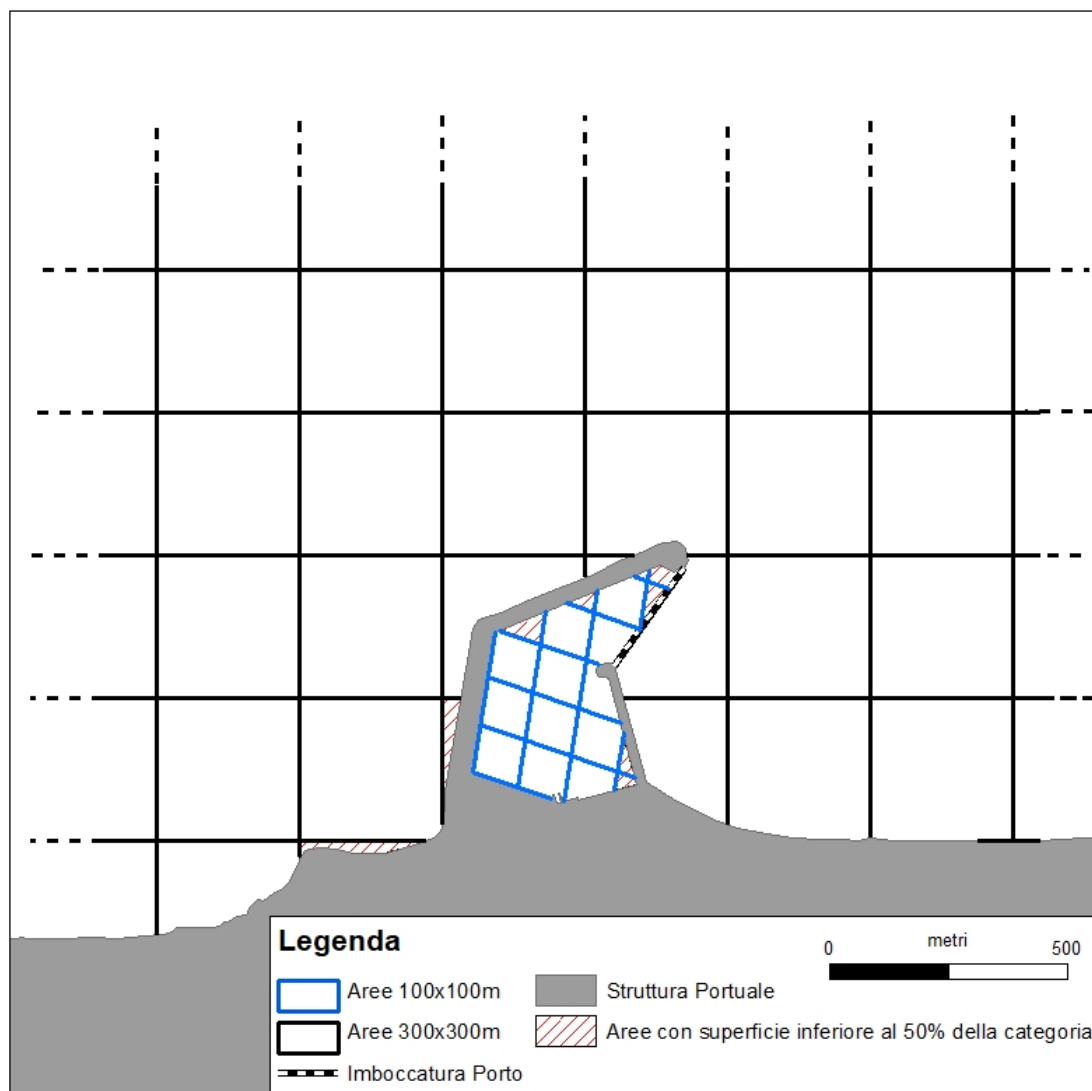 Legenda
0 metri 500
Aree 100x100m
Struttura Portuale
Aree 300x300m
Aree con superficie inferiore al 50% della categoria
Imboccatura Porto